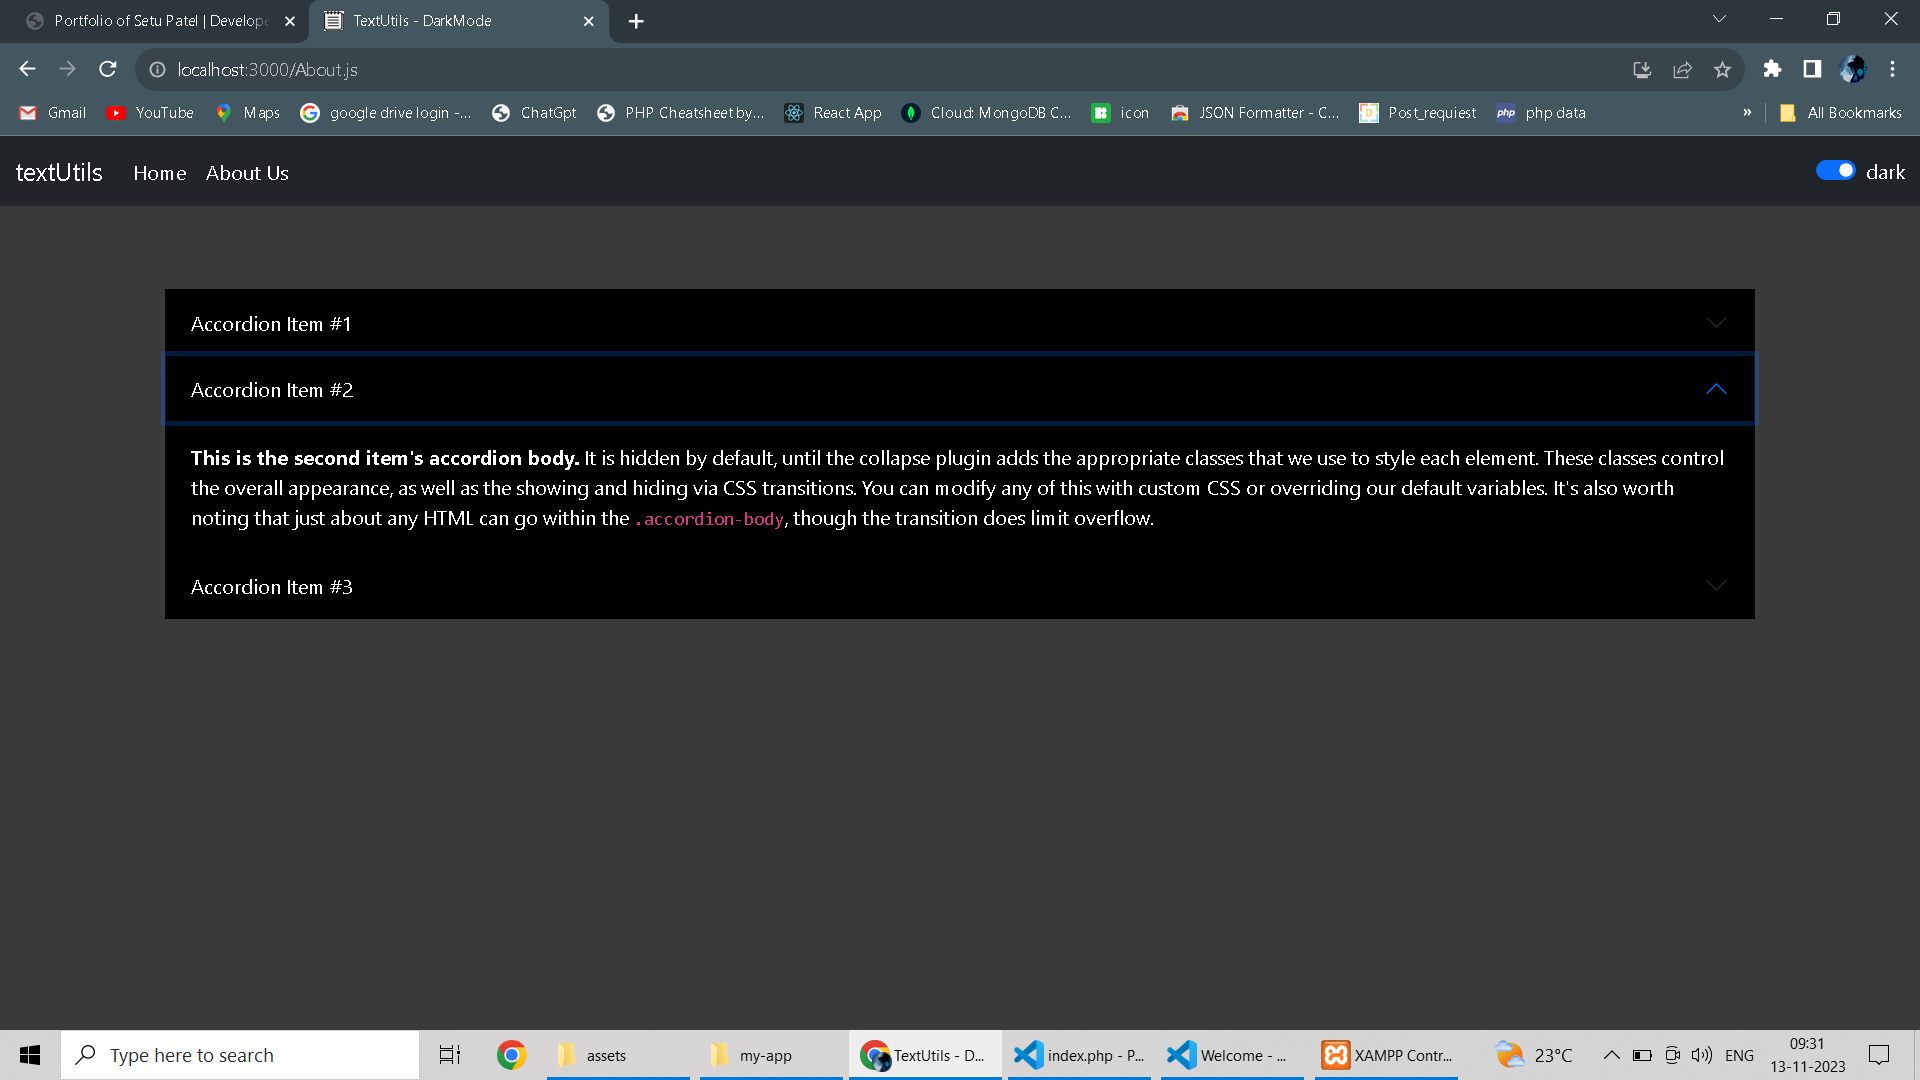 Portfolio of Setu Patel | Develope
TextUtils - DarkMode
localhost:3000/About.js
Gmail
YouTube
Maps
google drive login -...
ChatGpt
PHP Cheatsheet by...
React App
Cloud: MongoDB C...
icon
JSON Formatter - C...
Post_requiest
php
php data
»
All Bookmarks
textUtils
Home
About Us
dark
Accordion Item #1
Accordion Item #2
This is the second item's accordion body. It is hidden by default, until the collapse plugin adds the appropriate classes that we use to style each element. These classes control
the overall appearance, as well as the showing and hiding via CSS transitions. You can modify any of this with custom CSS or overriding our default variables. It's also worth
noting that just about any HTML can go within the .accordion-body, though the transition does limit overflow.
Accordion Item #3
Type here to search
assets
my-app
TextUtils - D...
index.php - P...
Welcome - ...
XAMPP Contr...
23°C
ENG
09:31
13-11-2023